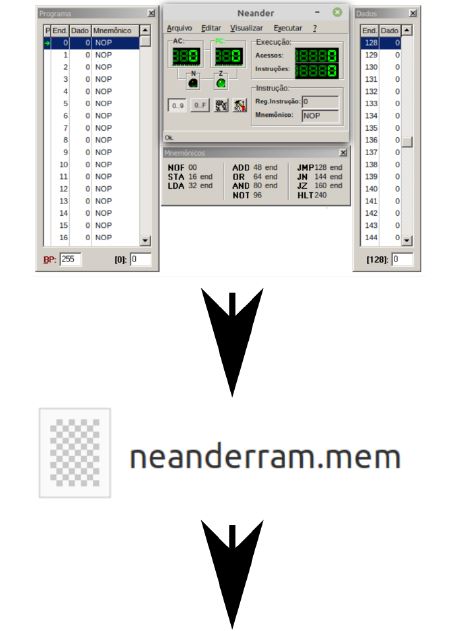 Programa
P End. Dado Mnemônico
0 0 NOP
1 0 NOP
2 0 NOP
3 0 NOP
4 0 NOP
5 0 NOP
6 0 NOP
7 0 NOP
8 0 NOP
9 0 NOP
10 0 NOP
11 0 NOP
12 0 NOP
13 0 NOP
14 0 NOP
15 0 NOP
16 0 NOP
BP: 255 [0]: 0
Neander
Arquivo Editar Visualizar Executar ?
AC: PC:
0 0
N Z
0..9 0..F
Execução:
Acessos: 0
Instruções: 0
Instrução:
Reg.Instrução: 0
Mnemônico: NOP
Ok.
Mnemônicos
NOP 00 ADD 48 end JMP 128 end
STA 16 end OR 64 end JN 144 end
LDA 32 end AND 80 end JZ 160 end
NOT 96 HLT 240
Dados
End. Dado
128 0
129 0
130 0
131 0
132 0
133 0
134 0
135 0
136 0
137 0
138 0
139 0
140 0
141 0
142 0
143 0
144 0
[128]: 0
neanderram.mem